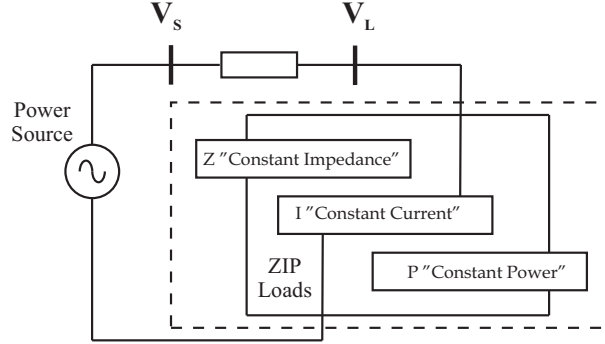 V_S
V_L
Power
Source
Z ”Constant Impedance”
I ”Constant Current”
ZIP
Loads
P ”Constant Power”